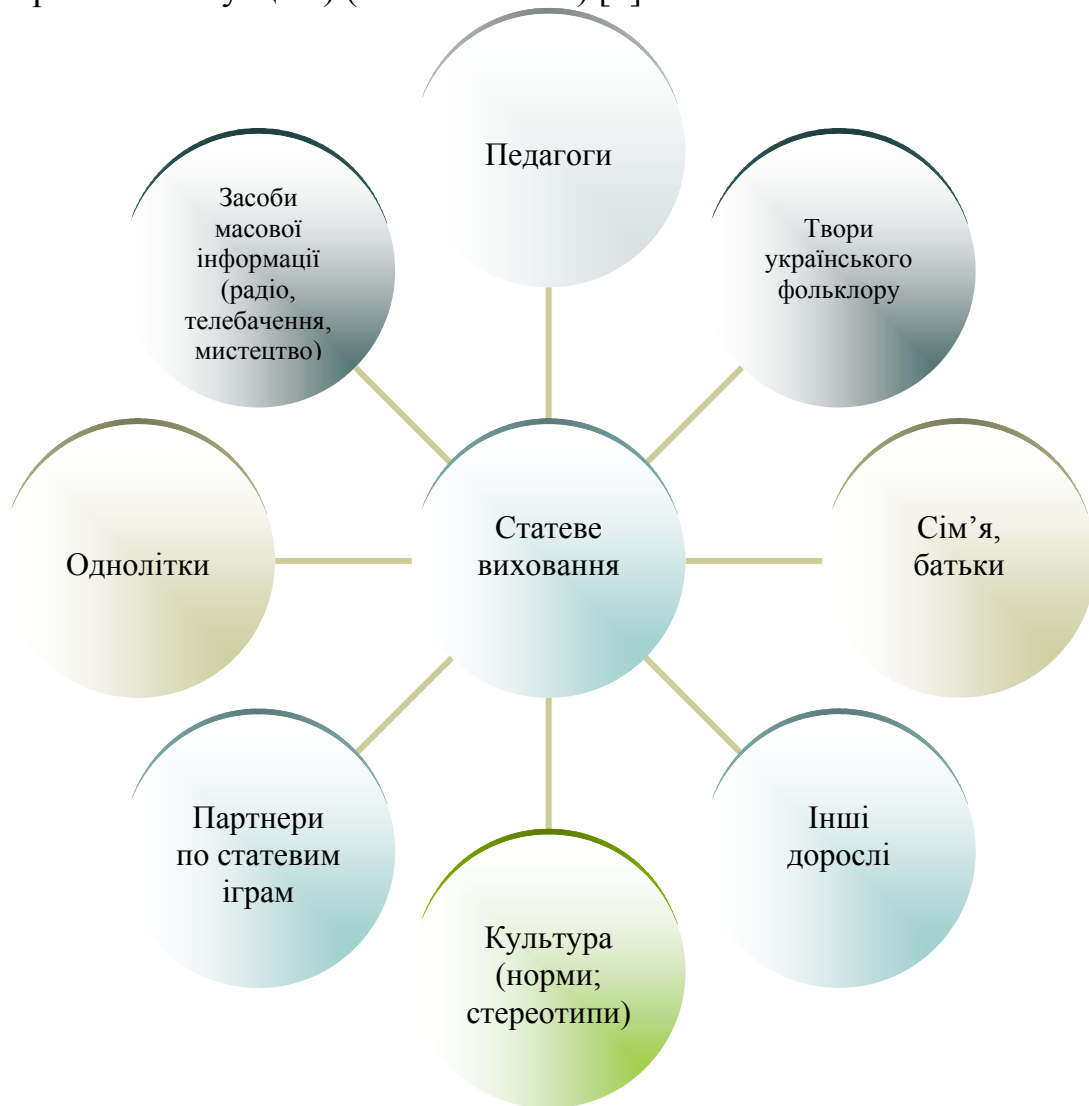 Педагоги
Засоби
масової
інформації
(радіо,
телебачення,
мистецтво)
Твори
українського
фольклору
Однолітки
Статеве
виховання
Сім’я,
батьки
Партнери
по статевим
іграм
Інші
дорослі
Культура
(норми;
стереотипи)